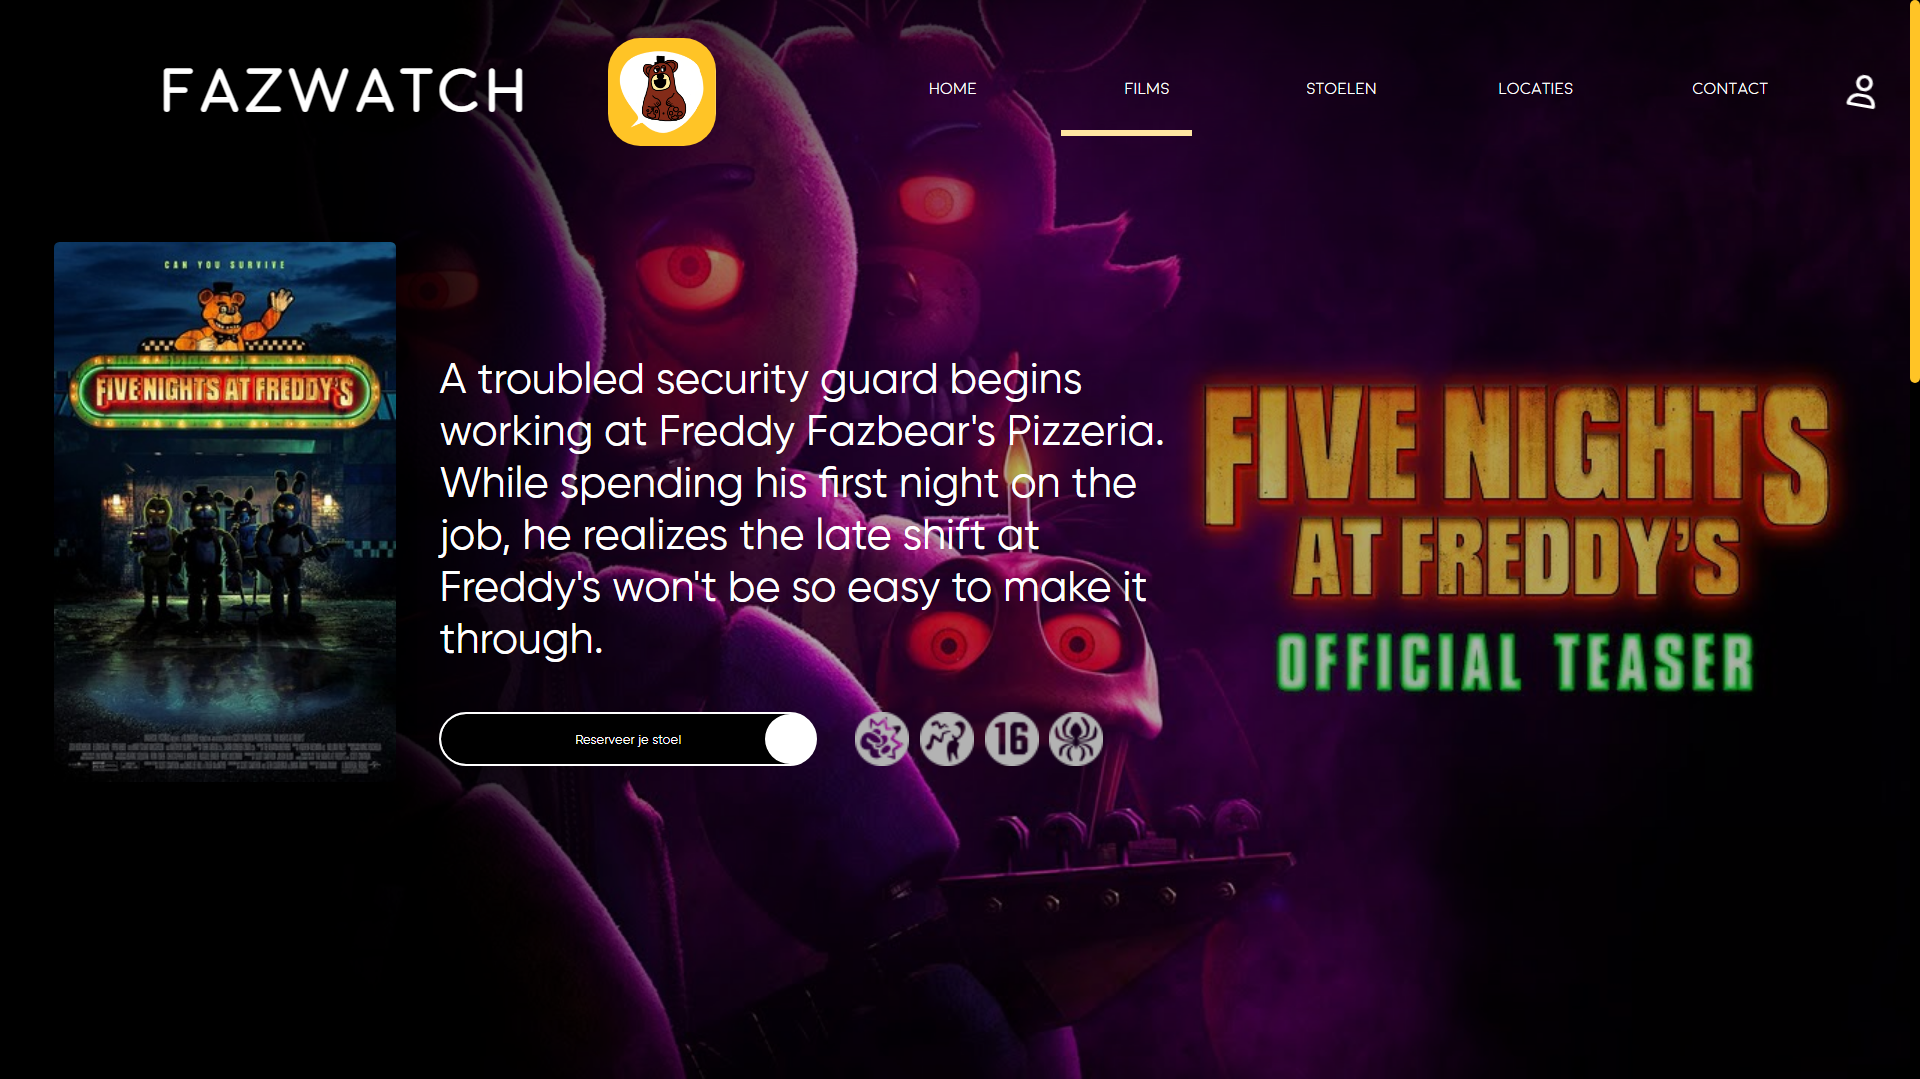 FAZWATCH
HOME
FILMS
STOELEN
LOCATIES
CONTACT
CAN YOU SURVIVE
FIVE NIGHTS AT FREDDY'S
A troubled security guard begins
working at Freddy Fazbear's Pizzeria.
While spending his first night on the
job, he realizes the late shift at
Freddy's won't be so easy to make it
through.
Reserveer je stoel
16
FIVE NIGHTS
AT FREDDY'S
OFFICIAL TEASER